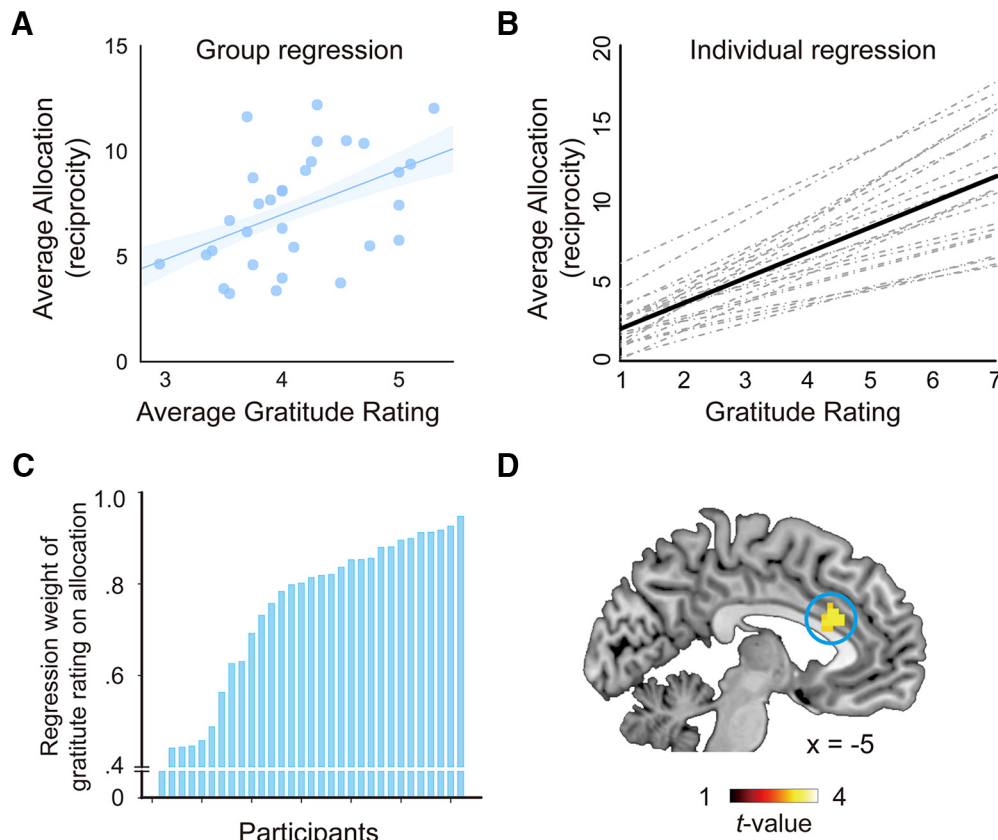 A
Group regression
15
10
5
0
3
4
5
Average Allocation
(reciprocity)
Average Gratitude Rating
B
Individual regression
20
15
10
5
0
1
2
3
4
5
6
7
Average Allocation
(reciprocity)
Gratitude Rating
C
1.0
.8
.6
.4
0
Regression weight of
gratitute rating on allocation
Participants
D
x = -5
1
4
t-value